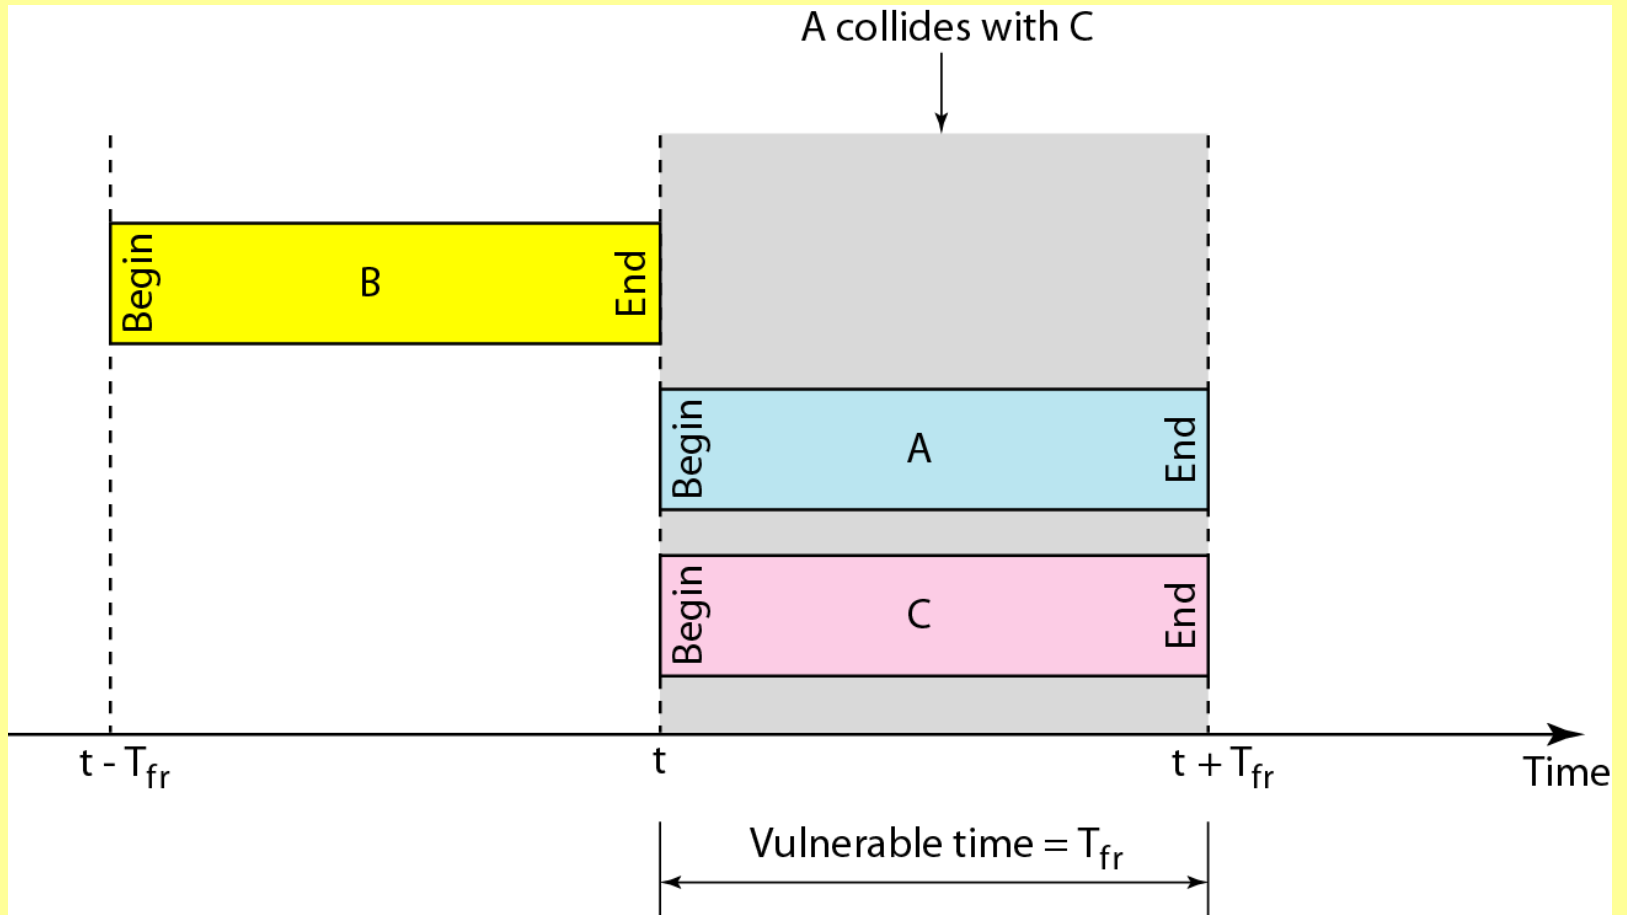 A collides with C
Begin
B
End
Begin
A
End
Begin
C
End
t - Tfr
t
t + Tfr
Time
Vulnerable time = Tfr